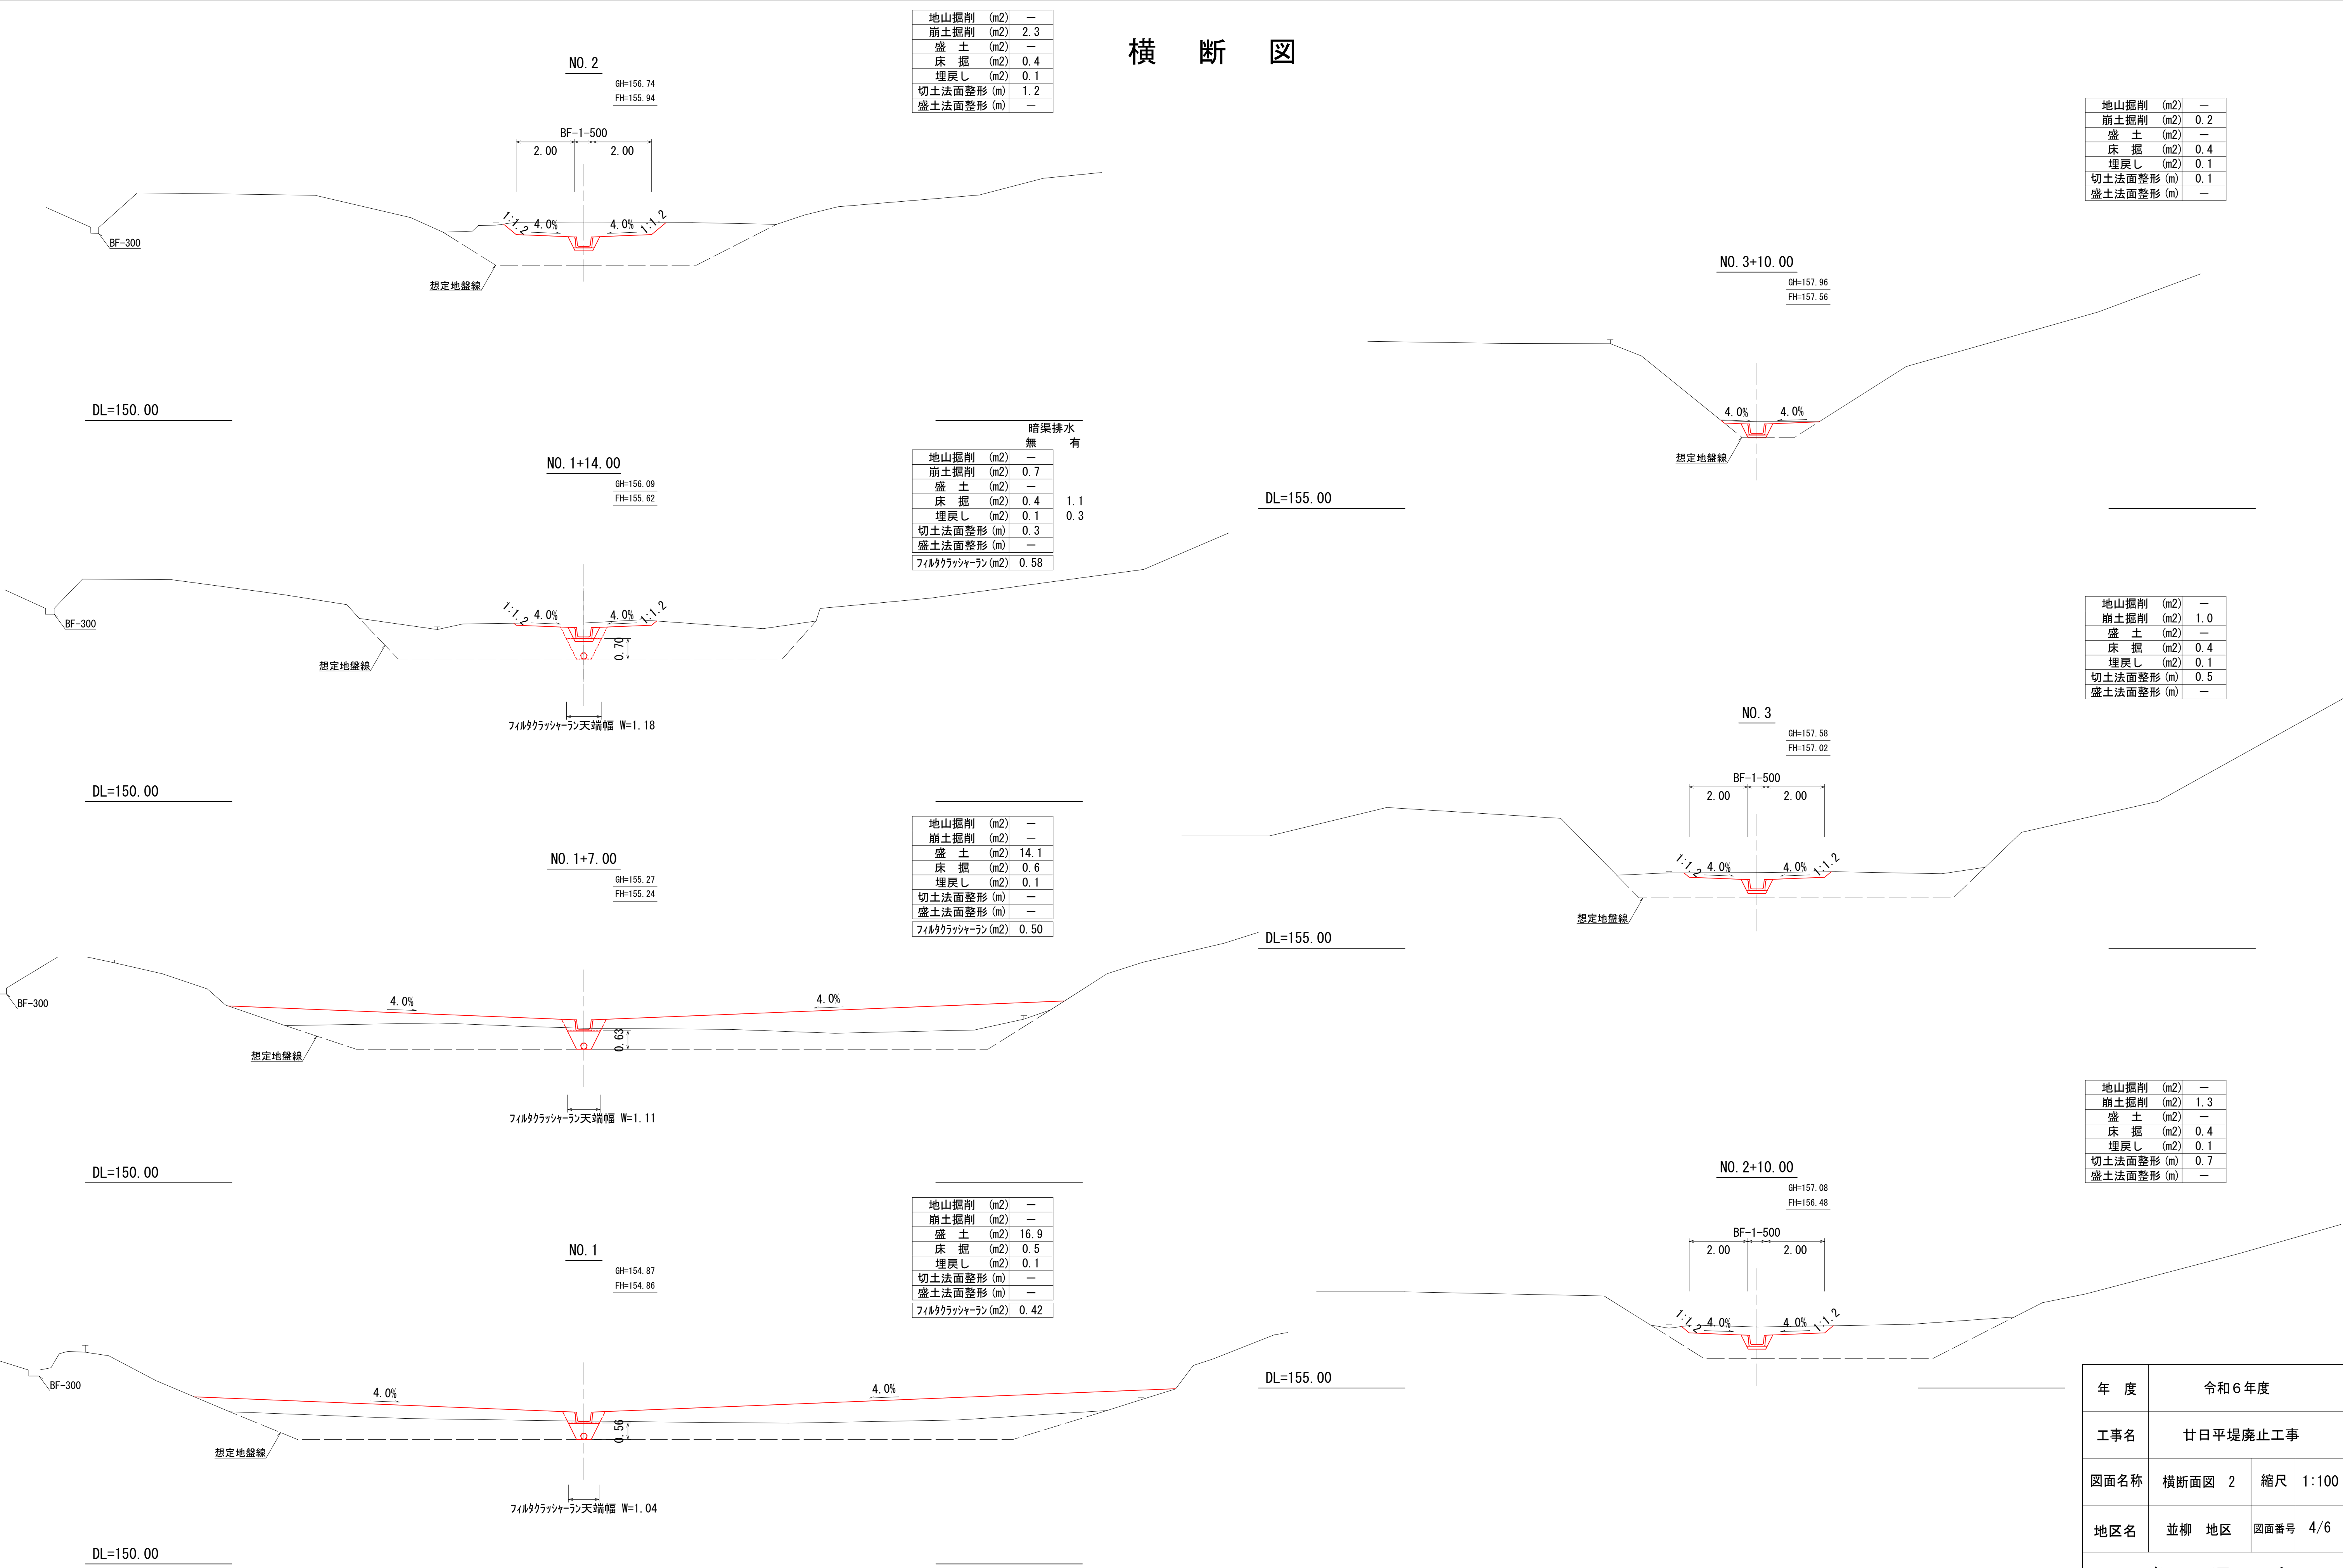 横 断 図
NO.2
GH=156.74
FH=155.94
BF-1-500
2.00 2.00
1:1.2 4.0% 4.0% 1:1.2
BF-300
想定地盤線
DL=150.00
地山掘削 (m2) −
崩土掘削 (m2) 2.3
盛 土 (m2) −
床 掘 (m2) 0.4
埋戻し (m2) 0.1
切土法面整形 (m) 1.2
盛土法面整形 (m) −
NO.1+14.00
GH=156.09
FH=155.62
1:1.2 4.0% 4.0% 1:1.2
BF-300
0.70
想定地盤線
フィルタクラッシャーラン天端幅 W=1.18
DL=150.00
暗渠排水
無 有
地山掘削 (m2) −
崩土掘削 (m2) 0.7
盛 土 (m2) −
床 掘 (m2) 0.4 1.1
埋戻し (m2) 0.1 0.3
切土法面整形 (m) 0.3
盛土法面整形 (m) −
フィルタクラッシャーラン(m2) 0.58
NO.1+7.00
GH=155.27
FH=155.24
4.0% 4.0%
BF-300
0.63
想定地盤線
フィルタクラッシャーラン天端幅 W=1.11
DL=150.00
地山掘削 (m2) −
崩土掘削 (m2) −
盛 土 (m2) 14.1
床 掘 (m2) 0.6
埋戻し (m2) 0.1
切土法面整形 (m) −
盛土法面整形 (m) −
フィルタクラッシャーラン(m2) 0.50
NO.1
GH=154.87
FH=154.86
4.0% 4.0%
BF-300
0.56
想定地盤線
フィルタクラッシャーラン天端幅 W=1.04
DL=150.00
地山掘削 (m2) −
崩土掘削 (m2) −
盛 土 (m2) 16.9
床 掘 (m2) 0.5
埋戻し (m2) 0.1
切土法面整形 (m) −
盛土法面整形 (m) −
フィルタクラッシャーラン(m2) 0.42
NO.3+10.00
GH=157.96
FH=157.56
4.0% 4.0%
想定地盤線
DL=155.00
地山掘削 (m2) −
崩土掘削 (m2) 0.2
盛 土 (m2) −
床 掘 (m2) 0.4
埋戻し (m2) 0.1
切土法面整形 (m) 0.1
盛土法面整形 (m) −
NO.3
GH=157.58
FH=157.02
BF-1-500
2.00 2.00
1:1.2 4.0% 4.0% 1:1.2
想定地盤線
DL=155.00
地山掘削 (m2) −
崩土掘削 (m2) 1.0
盛 土 (m2) −
床 掘 (m2) 0.4
埋戻し (m2) 0.1
切土法面整形 (m) 0.5
盛土法面整形 (m) −
NO.2+10.00
GH=157.08
FH=156.48
BF-1-500
2.00 2.00
1:1.2 4.0% 4.0% 1:1.2
DL=155.00
地山掘削 (m2) −
崩土掘削 (m2) 1.3
盛 土 (m2) −
床 掘 (m2) 0.4
埋戻し (m2) 0.1
切土法面整形 (m) 0.7
盛土法面整形 (m) −
年 度 令和6年度
工事名 廿日平堤廃止工事
図面名称 横断面図 2 縮尺 1:100
地区名 並柳 地区 図面番号 4/6